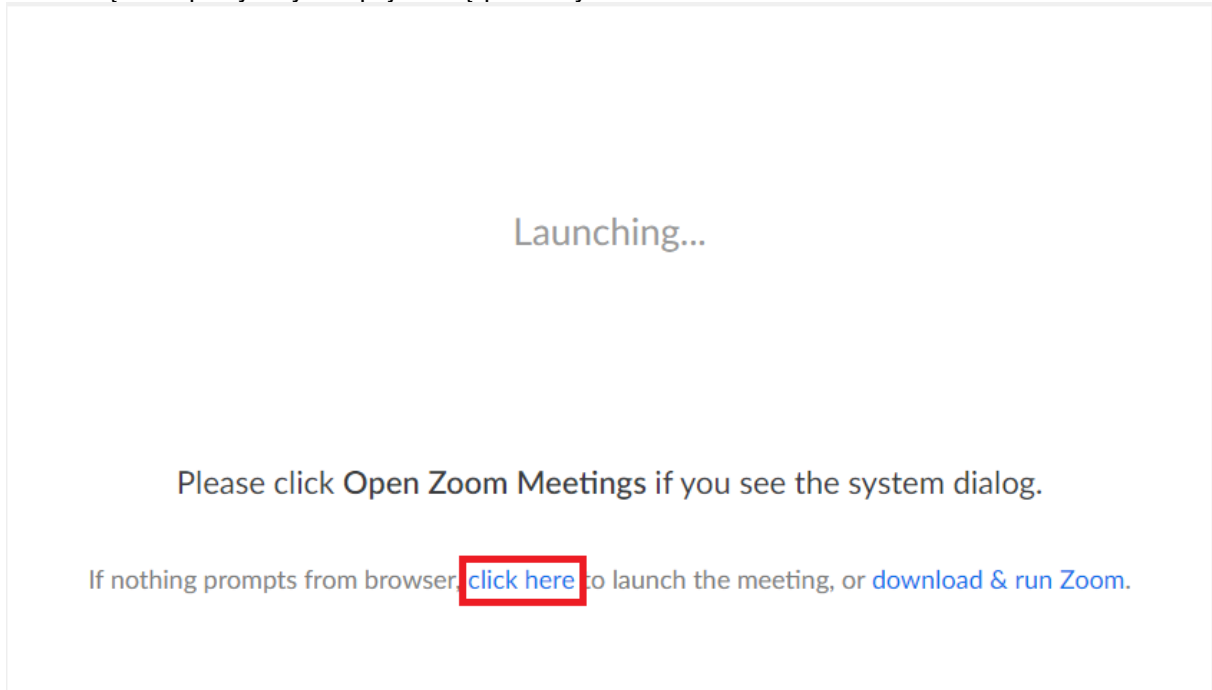 Launching...
Please click Open Zoom Meetings if you see the system dialog.
If nothing prompts from browser, click here to launch the meeting, or download & run Zoom.